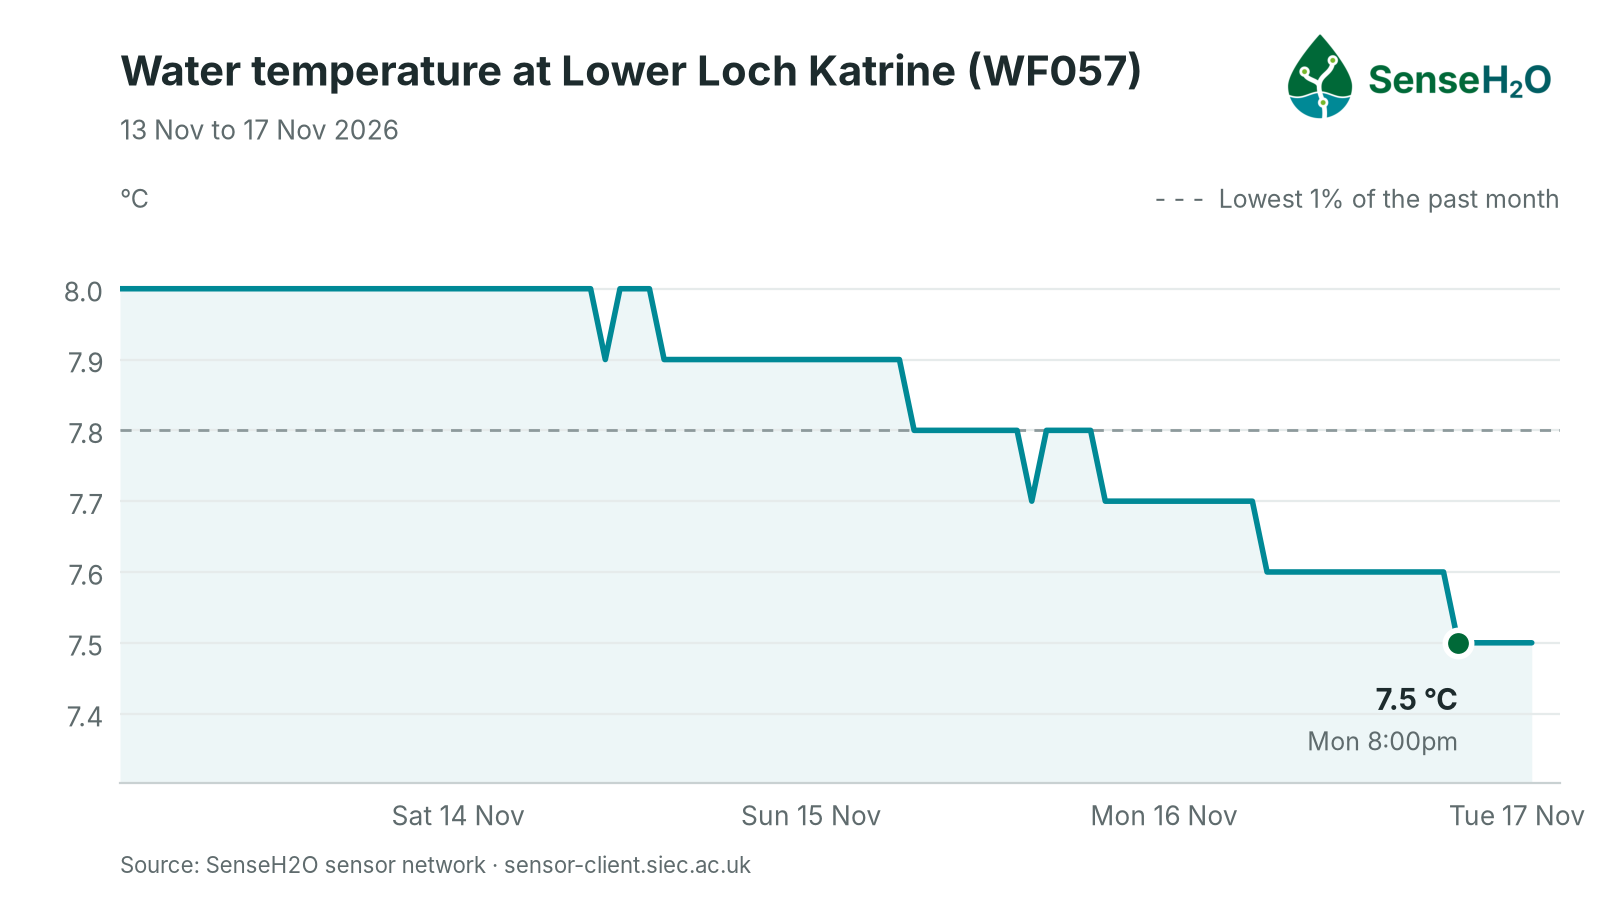 Water temperature at Lower Loch Katrine (WF057)
SenseH₂O
13 Nov to 17 Nov 2026
°C
--- Lowest 1% of the past month
8.0
7.9
7.8
7.7
7.6
7.5
7.4
7.5 °C
Mon 8:00pm
Sat 14 Nov
Sun 15 Nov
Mon 16 Nov
Tue 17 Nov
Source: SenseH2O sensor network · sensor-client.siec.ac.uk